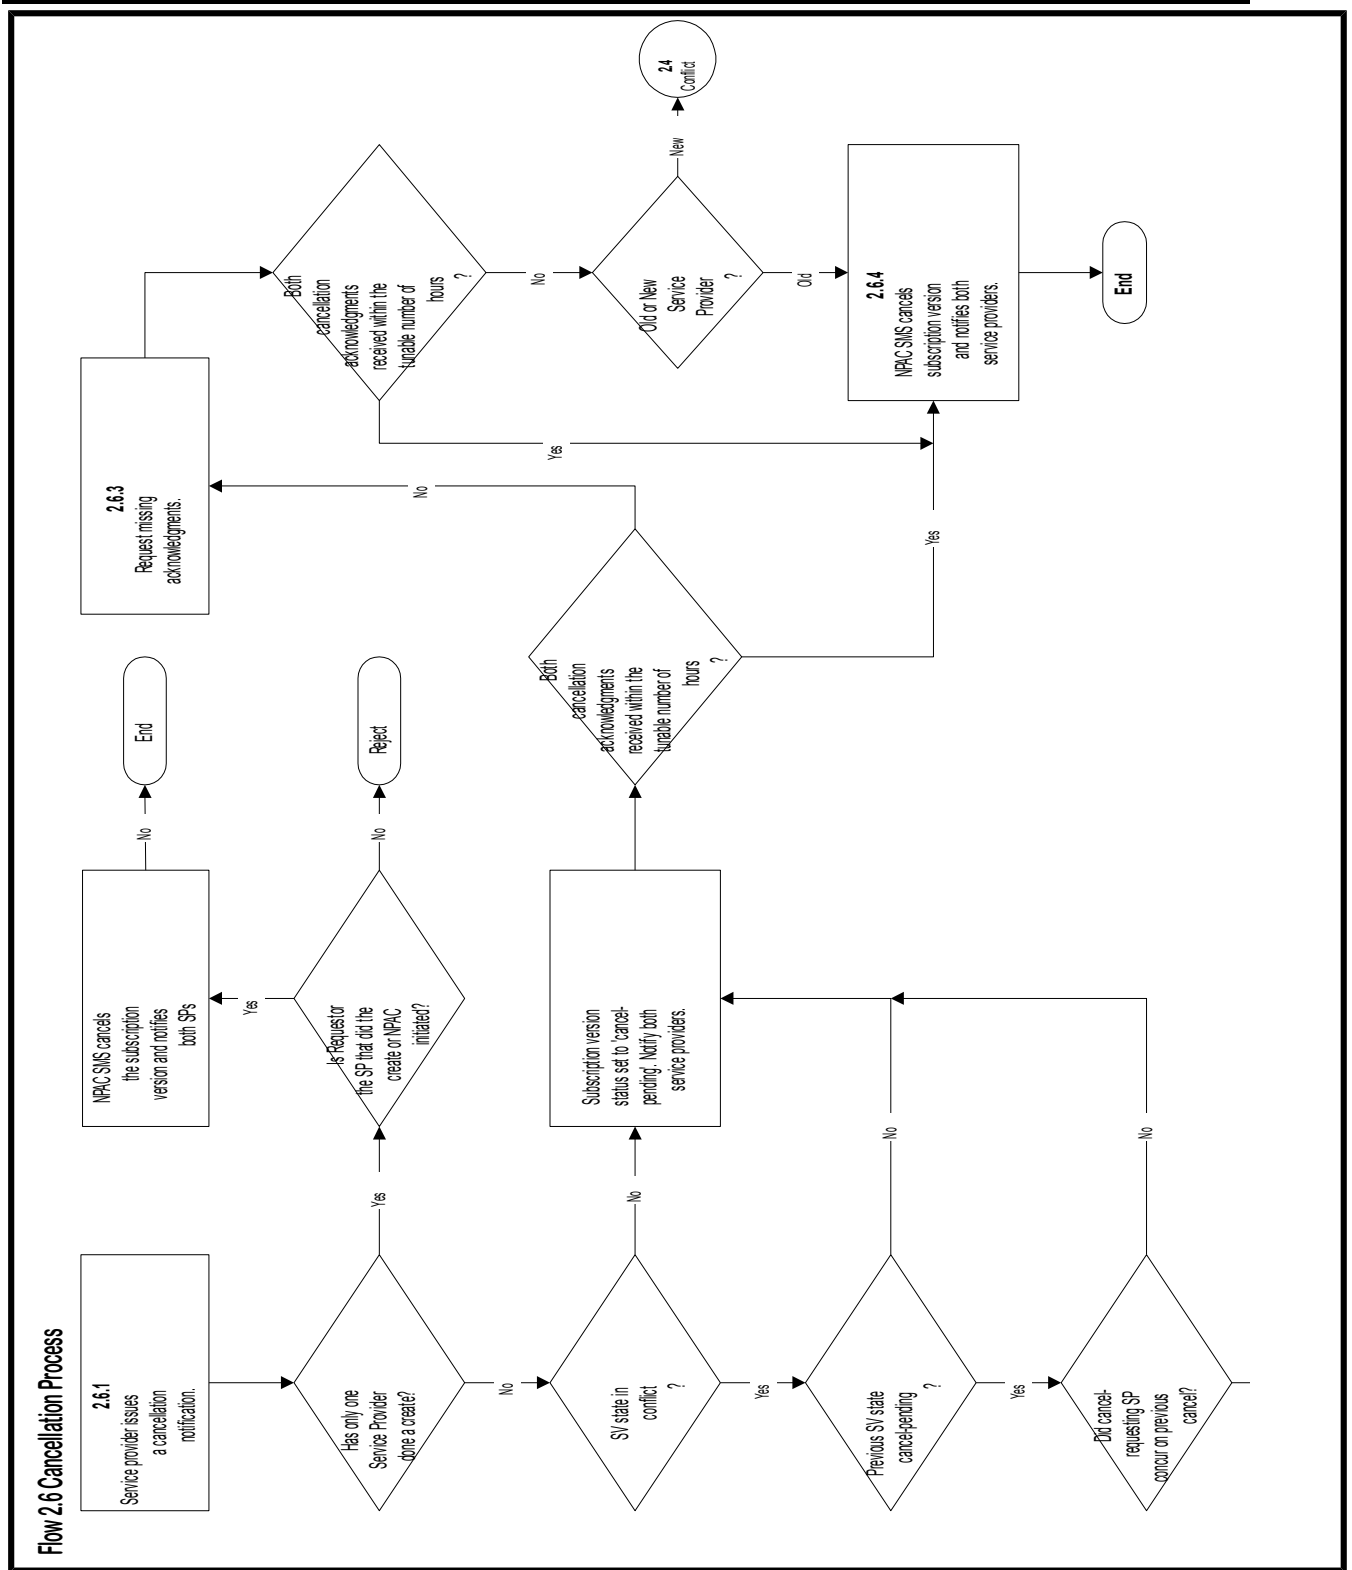 Flow 2.6 Cancellation Process
2.6.1
Service provider issues
a cancellation
notification.
Has only one
Service Provider
done a create?
Yes
No
Is Requestor
the SP that did the
create or NPAC
initiated?
Yes
No
NPAC SMS cancels
the subscription
version and notifies
both SPs
No
End
Reject
SV state in
conflict
?
No
Yes
Subscription version
status set to 'cancel-
pending'. Notify both
service providers.
Previous SV state
cancel-pending
?
No
Yes
Did cancel-
requesting SP
concur on previous
cancel?
No
Both
cancellation
acknowledgments
received within the
tunable number of
hours
?
No
Yes
2.6.3
Request missing
acknowledgments.
Both
cancellation
acknowledgments
received within the
tunable number of
hours
?
No
Yes
Old or New
Service
Provider
?
New
Old
2.4
Conflict
2.6.4
NPAC SMS cancels
subscription version
and notifies both
service providers.
End